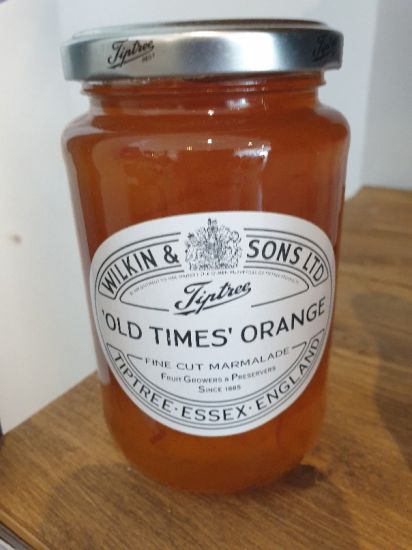 Tiptree
WILKIN & SONS LTD
Tiptree
'OLD TIMES' ORANGE
FINE CUT MARMALADE
FRUIT GROWERS & PRESERVERS
SINCE 1885
TIPTREE · ESSEX · ENGLAND